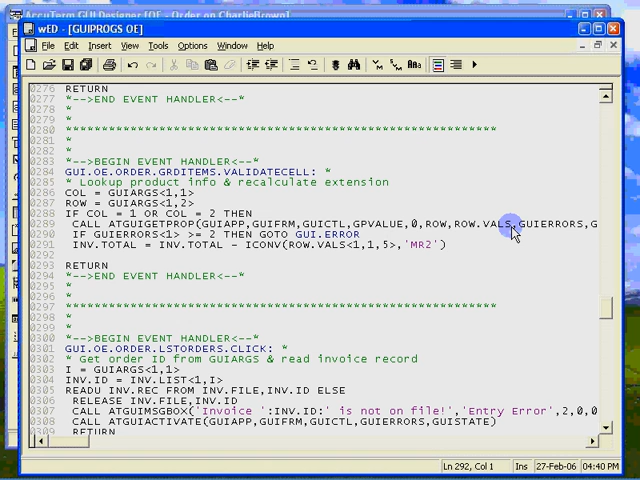 AccuTerm GUI Designer [OE - Order on CharlieBrown]
wED - [GUIPROGS OE]
File Edit Insert View Tools Options Window Help
0276 RETURN
0277 *-->END EVENT HANDLER<--*
0278 *
0279 *
0280 ****************************************************************
0281 *
0282 *
0283 *-->BEGIN EVENT HANDLER<--*
0284 GUI.OE.ORDER.GRDITEMS.VALIDATECELL: *
0285 * Lookup product info & recalculate extension
0286 COL = GUIARGS<1,1>
0287 ROW = GUIARGS<1,2>
0288 IF COL = 1 OR COL = 2 THEN
0289 CALL ATGUIGETPROP(GUIAPP,GUIFRM,GUICTL,GPVALUE,0,ROW,ROW.VALS,GUIERRORS,G
0290 IF GUIERRORS<1> >= 2 THEN GOTO GUI.ERROR
0291 INV.TOTAL = INV.TOTAL - ICONV(ROW.VALS<1,1,5>,'MR2')
0292
0293 RETURN
0294 *-->END EVENT HANDLER<--*
0295 *
0296 *
0297 ****************************************************************
0298 *
0299 *
0300 *-->BEGIN EVENT HANDLER<--*
0301 GUI.OE.ORDER.LSTORDERS.CLICK: *
0302 * Get order ID from GUIARGS & read invoice record
0303 I = GUIARGS<1,1>
0304 INV.ID = INV.LIST<1,I>
0305 READU INV.REC FROM INV.FILE,INV.ID ELSE
0306 RELEASE INV.FILE,INV.ID
0307 CALL ATGUIMSGBOX('Invoice ':INV.ID:' is not on file!','Entry Error',2,0,0
0308 CALL ATGUIACTIVATE(GUIAPP,GUIFRM,GUICTL,GUIERRORS,GUISTATE)
0309 RETURN
Ln 292, Col 1 Ins 27-Feb-06 04:40 PM